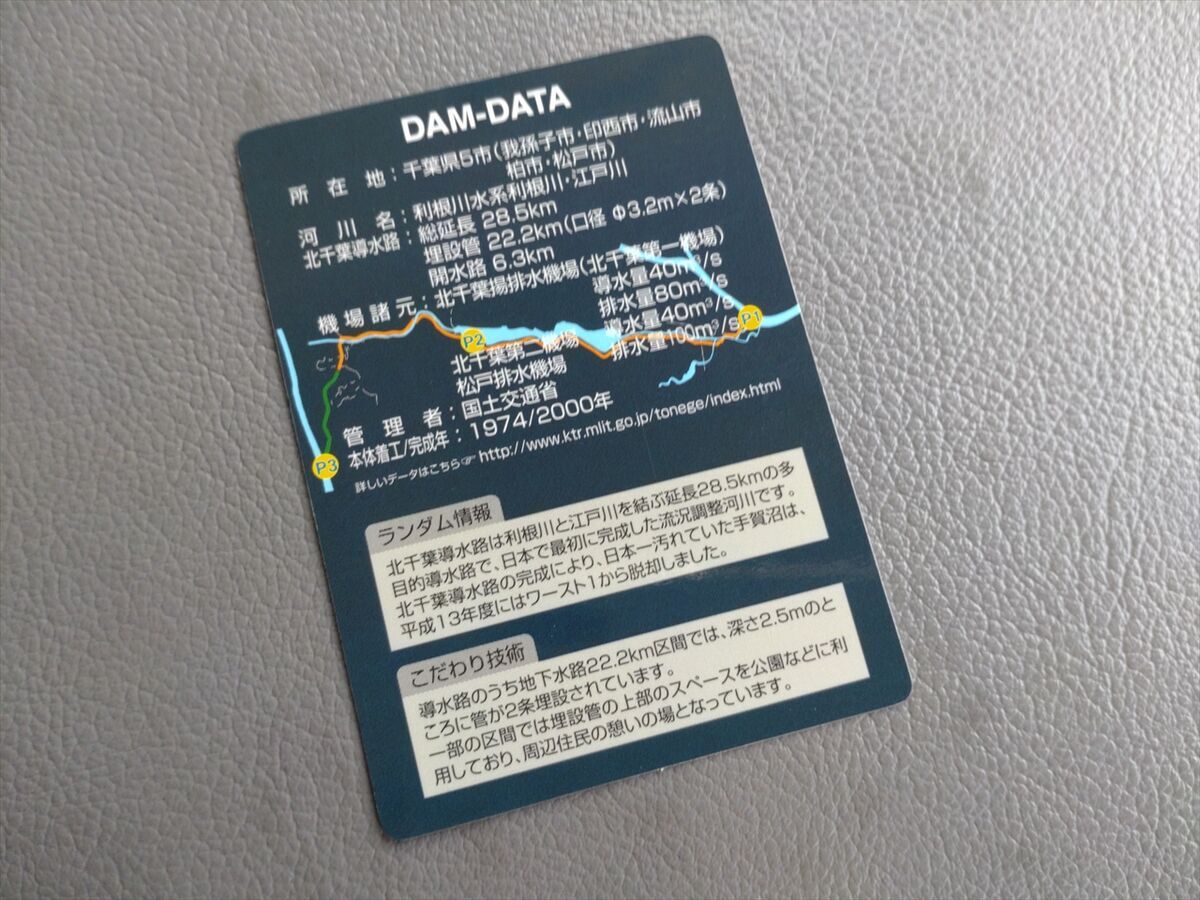 DAM-DATA
所在地：千葉県5市(我孫子市・印西市・流山市
柏市・松戸市)
河川名：利根川水系利根川・江戸川
北千葉導水路：総延長 28.5km
埋設管 22.2km(口径 Φ3.2m×2条)
開水路 6.3km
機場諸元：北千葉揚排水機場(北千葉第一機場)
導水量40m³/s
排水量80m³/s
北千葉第二機場 導水量40m³/s
松戸排水機場 排水量100m³/s
P1
P2
P3
管理者：国土交通省
本体着工/完成年：1974/2000年
詳しいデータはこちら☞ http://www.ktr.mlit.go.jp/tonege/index.html
ランダム情報
北千葉導水路は利根川と江戸川を結ぶ延長28.5kmの多
目的導水路で、日本で最初に完成した流況調整河川です。
北千葉導水路の完成により、日本一汚れていた手賀沼は、
平成13年度にはワースト1から脱却しました。
こだわり技術
導水路のうち地下水路22.2km区間では、深さ2.5mのと
ころに管が2条埋設されています。
一部の区間では埋設管の上部のスペースを公園などに利
用しており、周辺住民の憩いの場となっています。